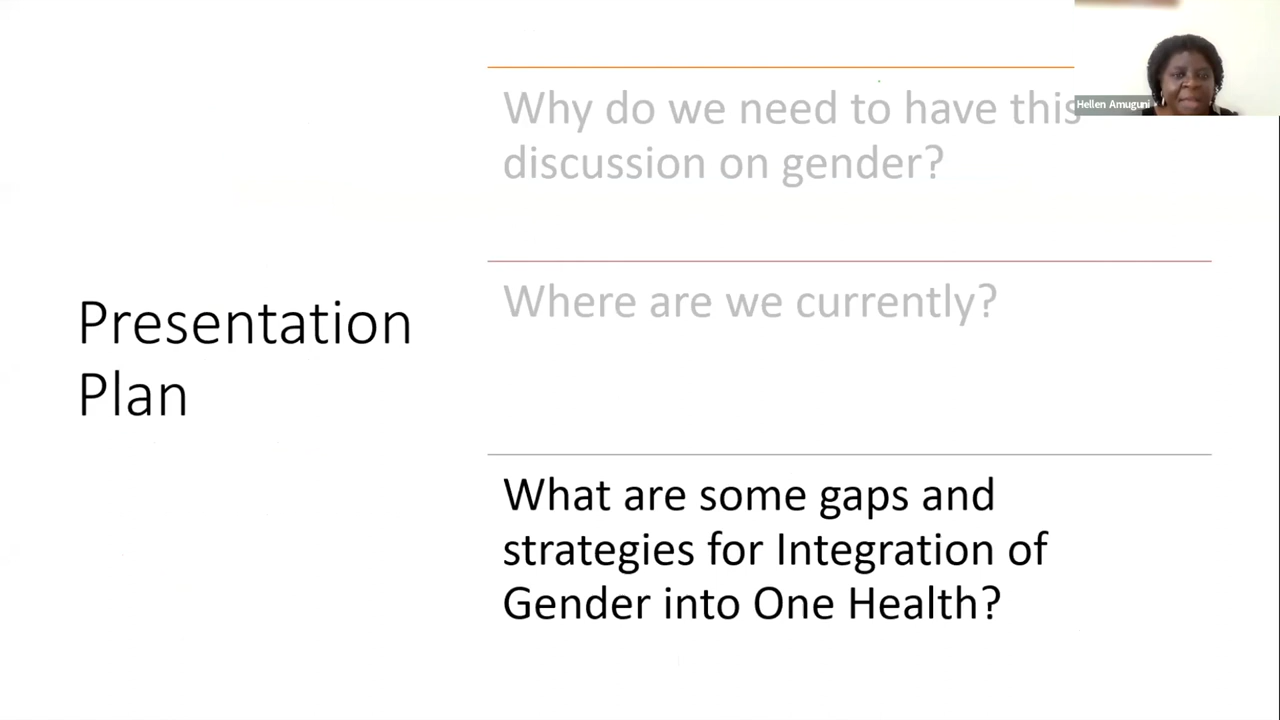 Why do we need to have this
discussion on gender?
Hellen Amuguni
Where are we currently?
Presentation
Plan
What are some gaps and
strategies for Integration of
Gender into One Health?